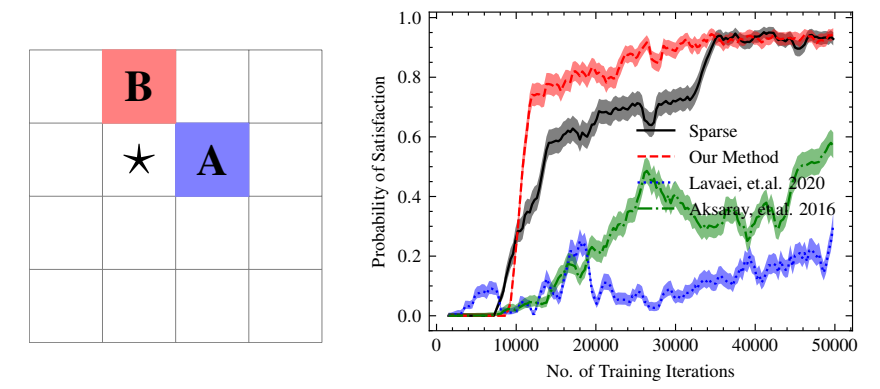 B
A
Probability of Satisfaction
1.0
0.8
0.6
0.4
0.2
0.0
Sparse
Our Method
Lavaei, et.al. 2020
Aksaray, et.al. 2016
0 10000 20000 30000 40000 50000
No. of Training Iterations